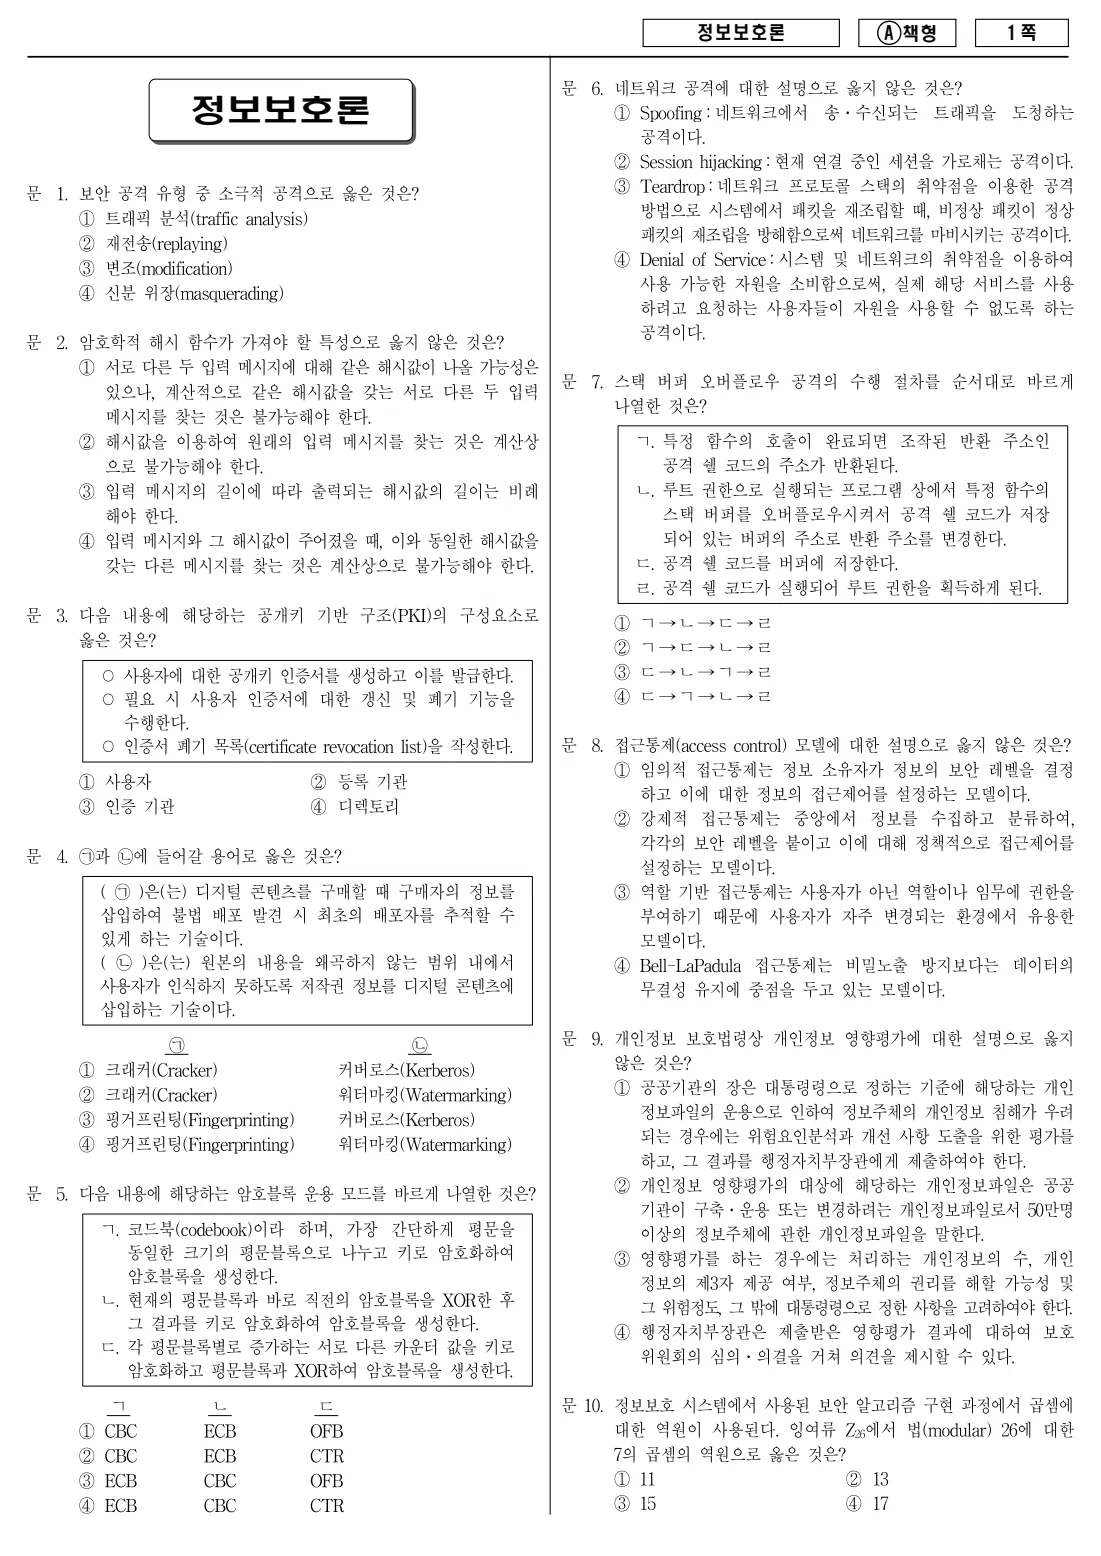 정보보호론
Ⓐ책형
1쪽
정보보호론
문 1. 보안 공격 유형 중 소극적 공격으로 옳은 것은?
① 트래픽 분석(traffic analysis)
② 재전송(replaying)
③ 변조(modification)
④ 신분 위장(masquerading)
문 2. 암호학적 해시 함수가 가져야 할 특성으로 옳지 않은 것은?
① 서로 다른 두 입력 메시지에 대해 같은 해시값이 나올 가능성은
있으나, 계산적으로 같은 해시값을 갖는 서로 다른 두 입력
메시지를 찾는 것은 불가능해야 한다.
② 해시값을 이용하여 원래의 입력 메시지를 찾는 것은 계산상
으로 불가능해야 한다.
③ 입력 메시지의 길이에 따라 출력되는 해시값의 길이는 비례
해야 한다.
④ 입력 메시지와 그 해시값이 주어졌을 때, 이와 동일한 해시값을
갖는 다른 메시지를 찾는 것은 계산상으로 불가능해야 한다.
문 3. 다음 내용에 해당하는 공개키 기반 구조(PKI)의 구성요소로
옳은 것은?
○ 사용자에 대한 공개키 인증서를 생성하고 이를 발급한다.
○ 필요 시 사용자 인증서에 대한 갱신 및 폐기 기능을
수행한다.
○ 인증서 폐기 목록(certificate revocation list)을 작성한다.
① 사용자 ② 등록 기관
③ 인증 기관 ④ 디렉토리
문 4. ㉠과 ㉡에 들어갈 용어로 옳은 것은?
( ㉠ )은(는) 디지털 콘텐츠를 구매할 때 구매자의 정보를
삽입하여 불법 배포 발견 시 최초의 배포자를 추적할 수
있게 하는 기술이다.
( ㉡ )은(는) 원본의 내용을 왜곡하지 않는 범위 내에서
사용자가 인식하지 못하도록 저작권 정보를 디지털 콘텐츠에
삽입하는 기술이다.
㉠ ㉡
① 크래커(Cracker) 커버로스(Kerberos)
② 크래커(Cracker) 워터마킹(Watermarking)
③ 핑거프린팅(Fingerprinting) 커버로스(Kerberos)
④ 핑거프린팅(Fingerprinting) 워터마킹(Watermarking)
문 5. 다음 내용에 해당하는 암호블록 운용 모드를 바르게 나열한 것은?
ㄱ. 코드북(codebook)이라 하며, 가장 간단하게 평문을
동일한 크기의 평문블록으로 나누고 키로 암호화하여
암호블록을 생성한다.
ㄴ. 현재의 평문블록과 바로 직전의 암호블록을 XOR한 후
그 결과를 키로 암호화하여 암호블록을 생성한다.
ㄷ. 각 평문블록별로 증가하는 서로 다른 카운터 값을 키로
암호화하고 평문블록과 XOR하여 암호블록을 생성한다.
ㄱ ㄴ ㄷ
① CBC ECB OFB
② CBC ECB CTR
③ ECB CBC OFB
④ ECB CBC CTR
문 6. 네트워크 공격에 대한 설명으로 옳지 않은 것은?
① Spoofing : 네트워크에서 송・수신되는 트래픽을 도청하는
공격이다.
② Session hijacking : 현재 연결 중인 세션을 가로채는 공격이다.
③ Teardrop : 네트워크 프로토콜 스택의 취약점을 이용한 공격
방법으로 시스템에서 패킷을 재조립할 때, 비정상 패킷이 정상
패킷의 재조립을 방해함으로써 네트워크를 마비시키는 공격이다.
④ Denial of Service : 시스템 및 네트워크의 취약점을 이용하여
사용 가능한 자원을 소비함으로써, 실제 해당 서비스를 사용
하려고 요청하는 사용자들이 자원을 사용할 수 없도록 하는
공격이다.
문 7. 스택 버퍼 오버플로우 공격의 수행 절차를 순서대로 바르게
나열한 것은?
ㄱ. 특정 함수의 호출이 완료되면 조작된 반환 주소인
공격 쉘 코드의 주소가 반환된다.
ㄴ. 루트 권한으로 실행되는 프로그램 상에서 특정 함수의
스택 버퍼를 오버플로우시켜서 공격 쉘 코드가 저장
되어 있는 버퍼의 주소로 반환 주소를 변경한다.
ㄷ. 공격 쉘 코드를 버퍼에 저장한다.
ㄹ. 공격 쉘 코드가 실행되어 루트 권한을 획득하게 된다.
① ㄱ→ㄴ→ㄷ→ㄹ
② ㄱ→ㄷ→ㄴ→ㄹ
③ ㄷ→ㄴ→ㄱ→ㄹ
④ ㄷ→ㄱ→ㄴ→ㄹ
문 8. 접근통제(access control) 모델에 대한 설명으로 옳지 않은 것은?
① 임의적 접근통제는 정보 소유자가 정보의 보안 레벨을 결정
하고 이에 대한 정보의 접근제어를 설정하는 모델이다.
② 강제적 접근통제는 중앙에서 정보를 수집하고 분류하여,
각각의 보안 레벨을 붙이고 이에 대해 정책적으로 접근제어를
설정하는 모델이다.
③ 역할 기반 접근통제는 사용자가 아닌 역할이나 임무에 권한을
부여하기 때문에 사용자가 자주 변경되는 환경에서 유용한
모델이다.
④ Bell-LaPadula 접근통제는 비밀노출 방지보다는 데이터의
무결성 유지에 중점을 두고 있는 모델이다.
문 9. 개인정보 보호법령상 개인정보 영향평가에 대한 설명으로 옳지
않은 것은?
① 공공기관의 장은 대통령령으로 정하는 기준에 해당하는 개인
정보파일의 운용으로 인하여 정보주체의 개인정보 침해가 우려
되는 경우에는 위험요인분석과 개선 사항 도출을 위한 평가를
하고, 그 결과를 행정자치부장관에게 제출하여야 한다.
② 개인정보 영향평가의 대상에 해당하는 개인정보파일은 공공
기관이 구축・운용 또는 변경하려는 개인정보파일로서 50만명
이상의 정보주체에 관한 개인정보파일을 말한다.
③ 영향평가를 하는 경우에는 처리하는 개인정보의 수, 개인
정보의 제3자 제공 여부, 정보주체의 권리를 해할 가능성 및
그 위험정도, 그 밖에 대통령령으로 정한 사항을 고려하여야 한다.
④ 행정자치부장관은 제출받은 영향평가 결과에 대하여 보호
위원회의 심의・의결을 거쳐 의견을 제시할 수 있다.
문 10. 정보보호 시스템에서 사용된 보안 알고리즘 구현 과정에서 곱셈에
대한 역원이 사용된다. 잉여류 Z₂₆에서 법(modular) 26에 대한
7의 곱셈의 역원으로 옳은 것은?
① 11 ② 13
③ 15 ④ 17